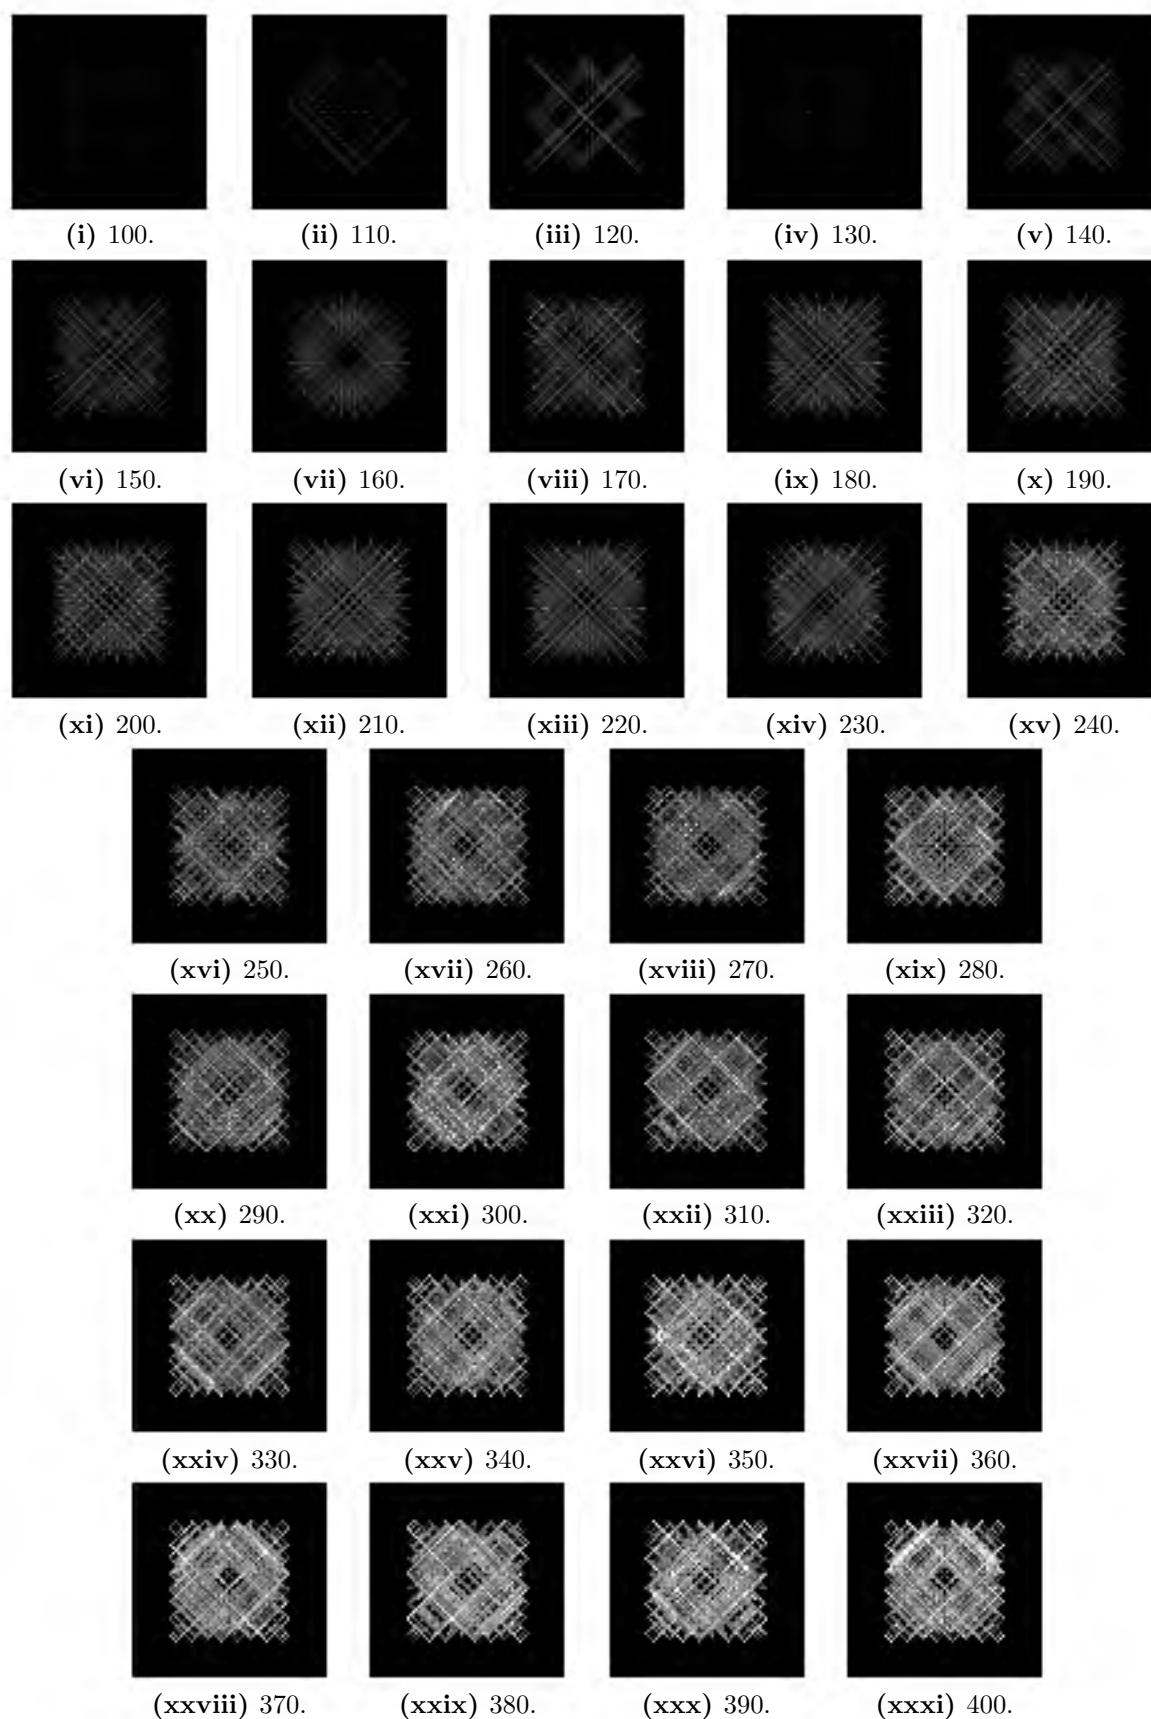 (i) 100. (ii) 110. (iii) 120. (iv) 130. (v) 140.
(vi) 150. (vii) 160. (viii) 170. (ix) 180. (x) 190.
(xi) 200. (xii) 210. (xiii) 220. (xiv) 230. (xv) 240.
(xvi) 250. (xvii) 260. (xviii) 270. (xix) 280.
(xx) 290. (xxi) 300. (xxii) 310. (xxiii) 320.
(xxiv) 330. (xxv) 340. (xxvi) 350. (xxvii) 360.
(xxviii) 370. (xxix) 380. (xxx) 390. (xxxi) 400.